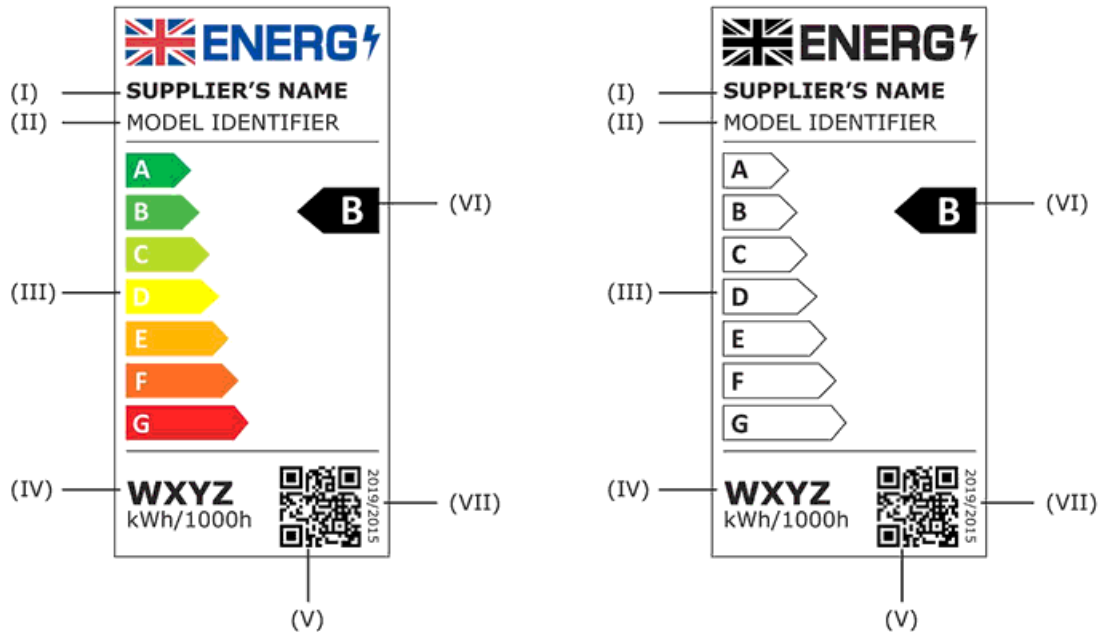 ENERG
(I) SUPPLIER'S NAME
(II) MODEL IDENTIFIER
A
B
B (VI)
C
(III) D
E
F
G
(IV) WXYZ
kWh/1000h
2019/2015 (VII)
(V)
ENERG
(I) SUPPLIER'S NAME
(II) MODEL IDENTIFIER
A
B
B (VI)
C
(III) D
E
F
G
(IV) WXYZ
kWh/1000h
2019/2015 (VII)
(V)